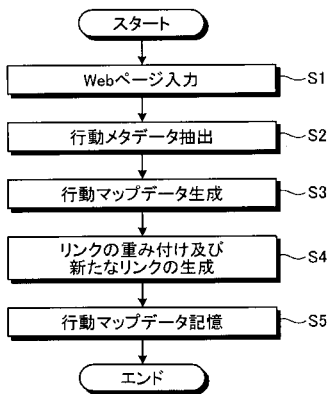 スタート
Webページ入力 S1
行動メタデータ抽出 S2
行動マップデータ生成 S3
リンクの重み付け及び
新たなリンクの生成 S4
行動マップデータ記憶 S5
エンド